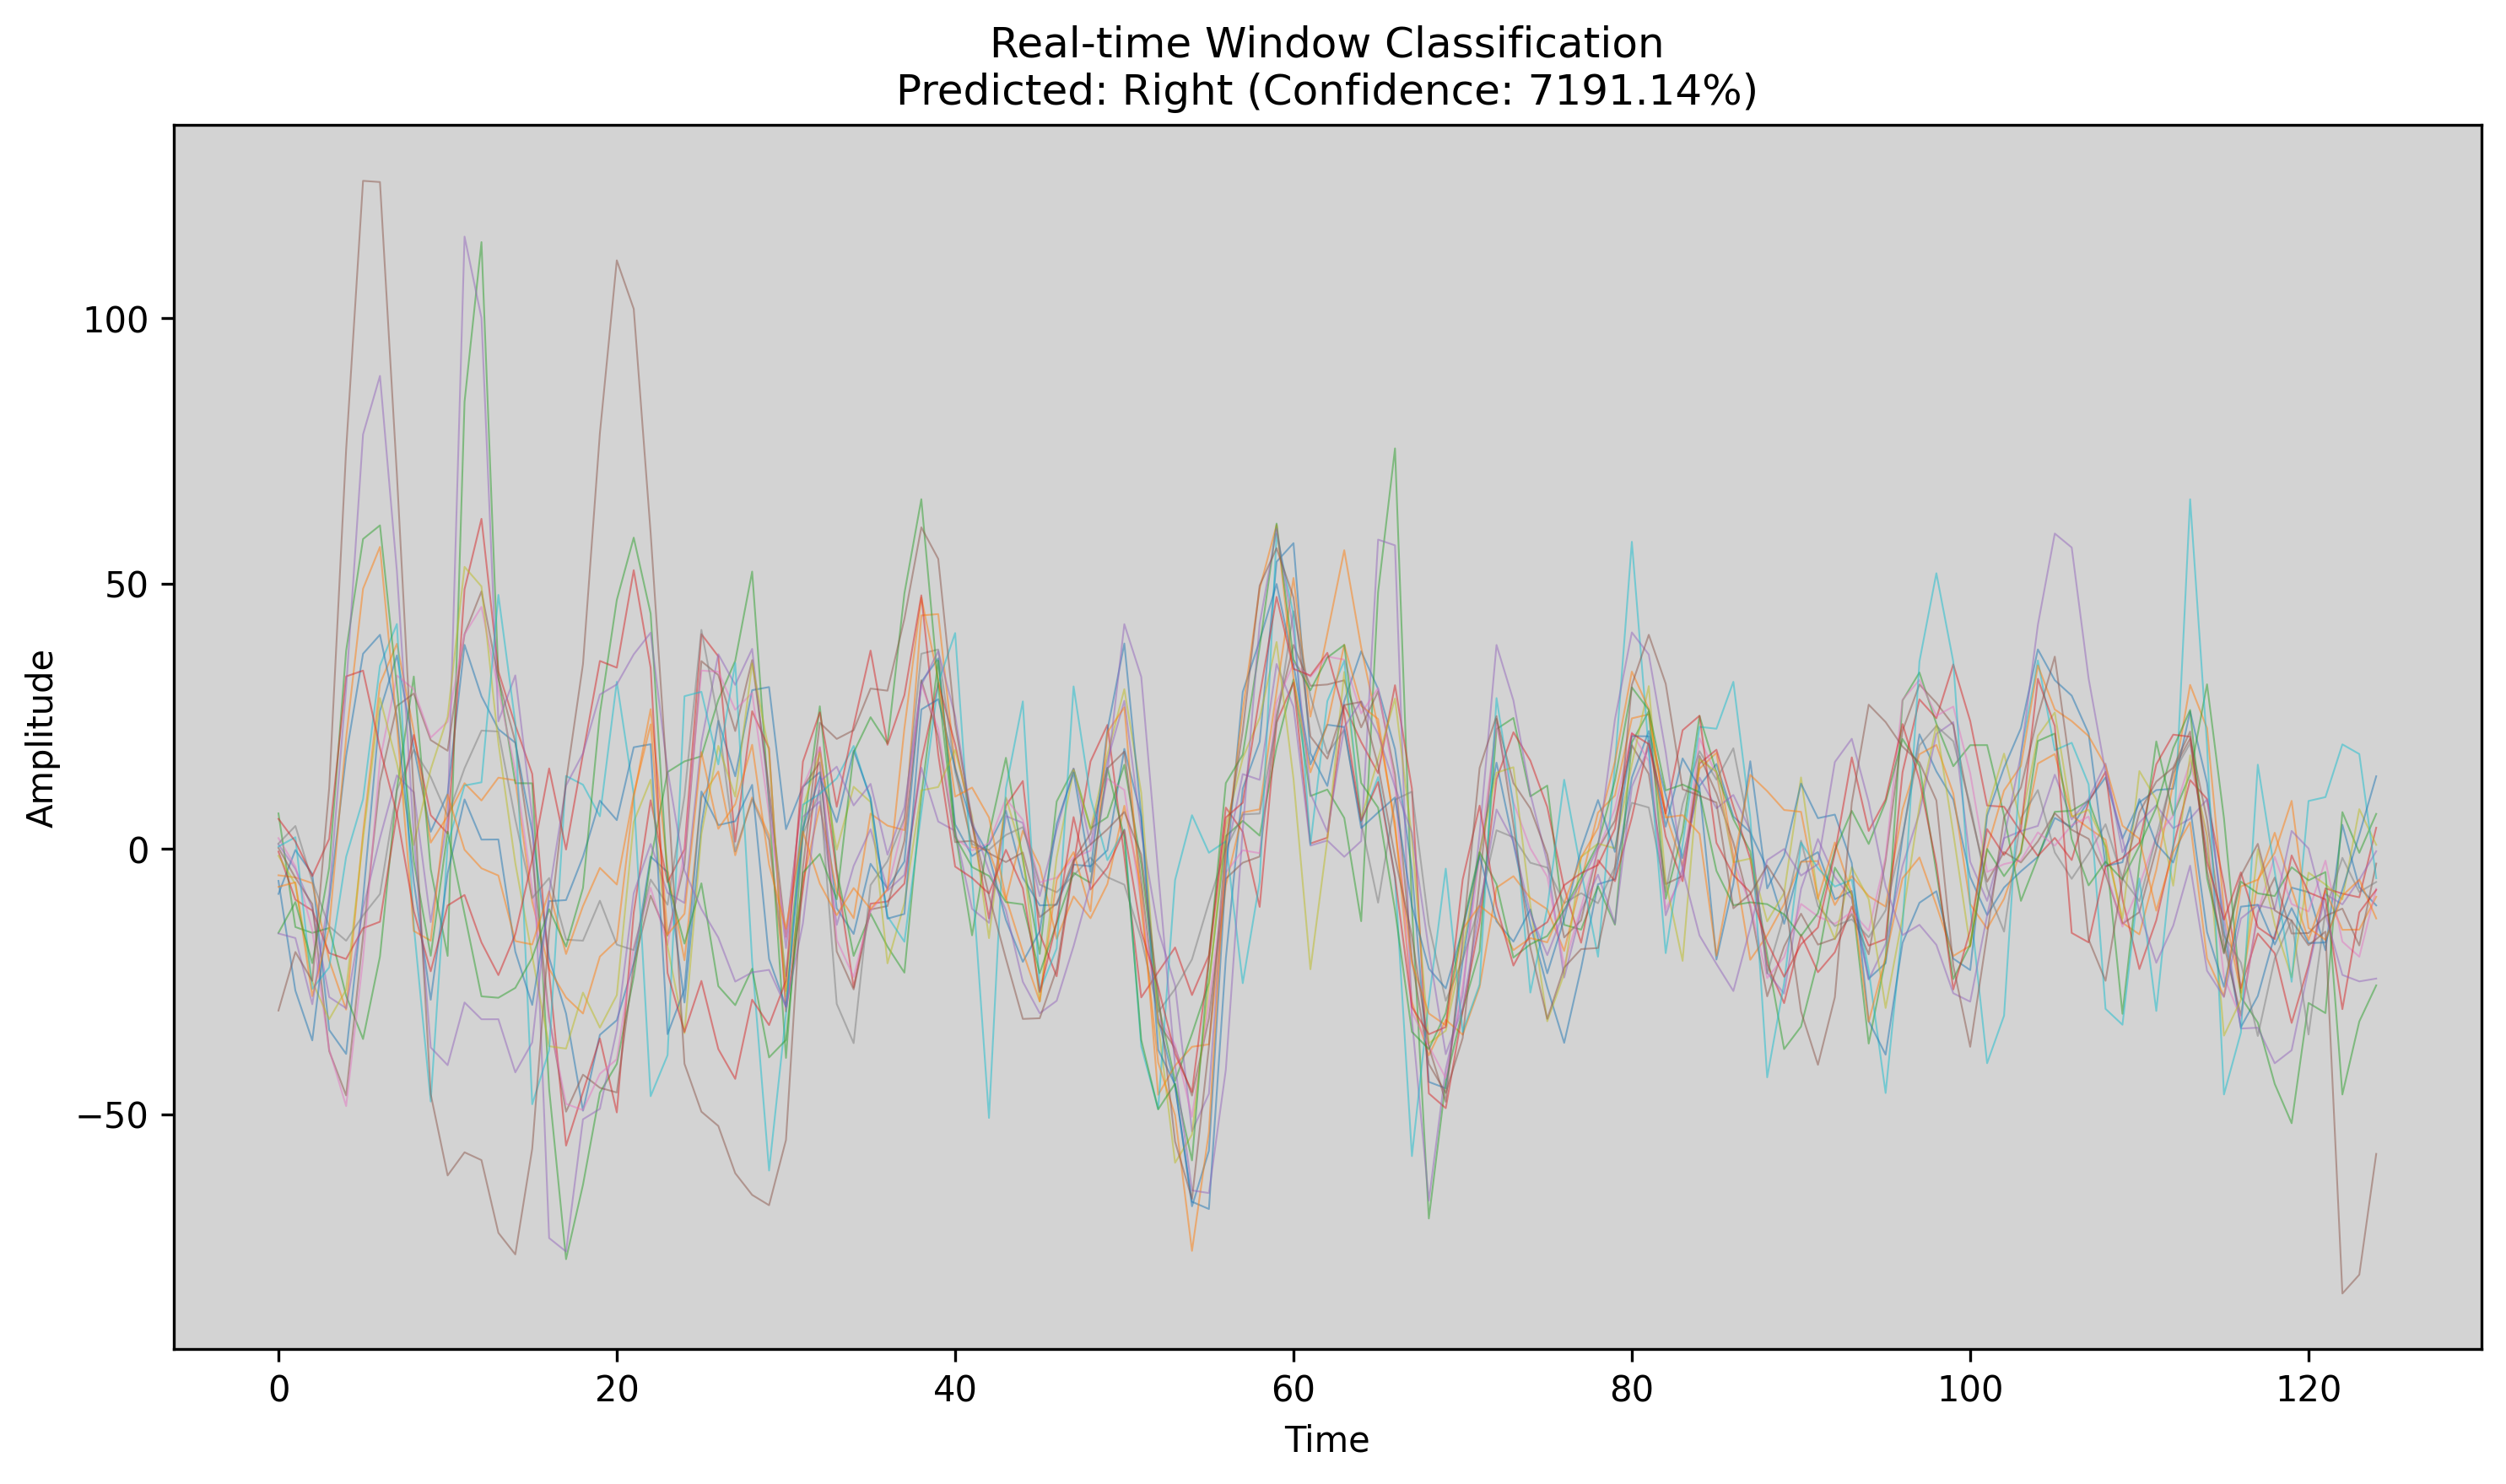 Real-time Window Classification
Predicted: Right (Confidence: 7191.14%)
100
50
0
−50
Amplitude
0 20 40 60 80 100 120
Time